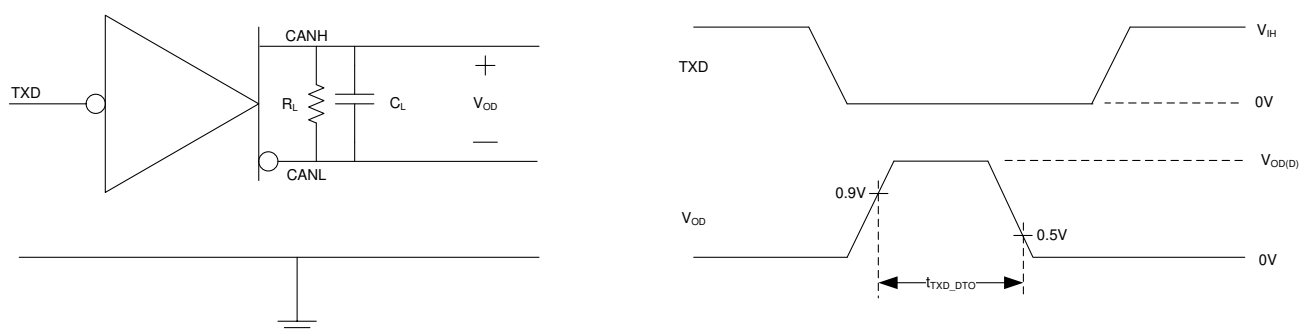 CANH
TXD
R_L
C_L
+
V_OD
—
CANL
TXD
V_IH
0V
V_OD
0.9V
0.5V
V_OD(D)
0V
t_TXD_DTO